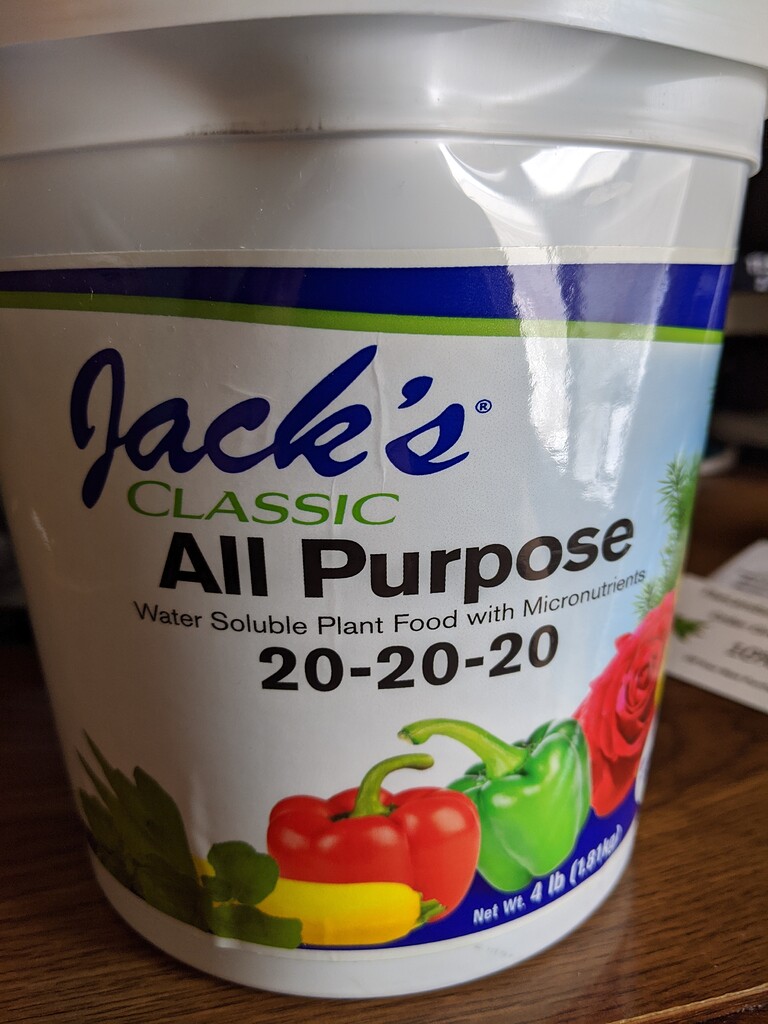 Jack's®
CLASSIC
All Purpose
Water Soluble Plant Food with Micronutrients
20-20-20
Net Wt. 4 lb (1.81kg)